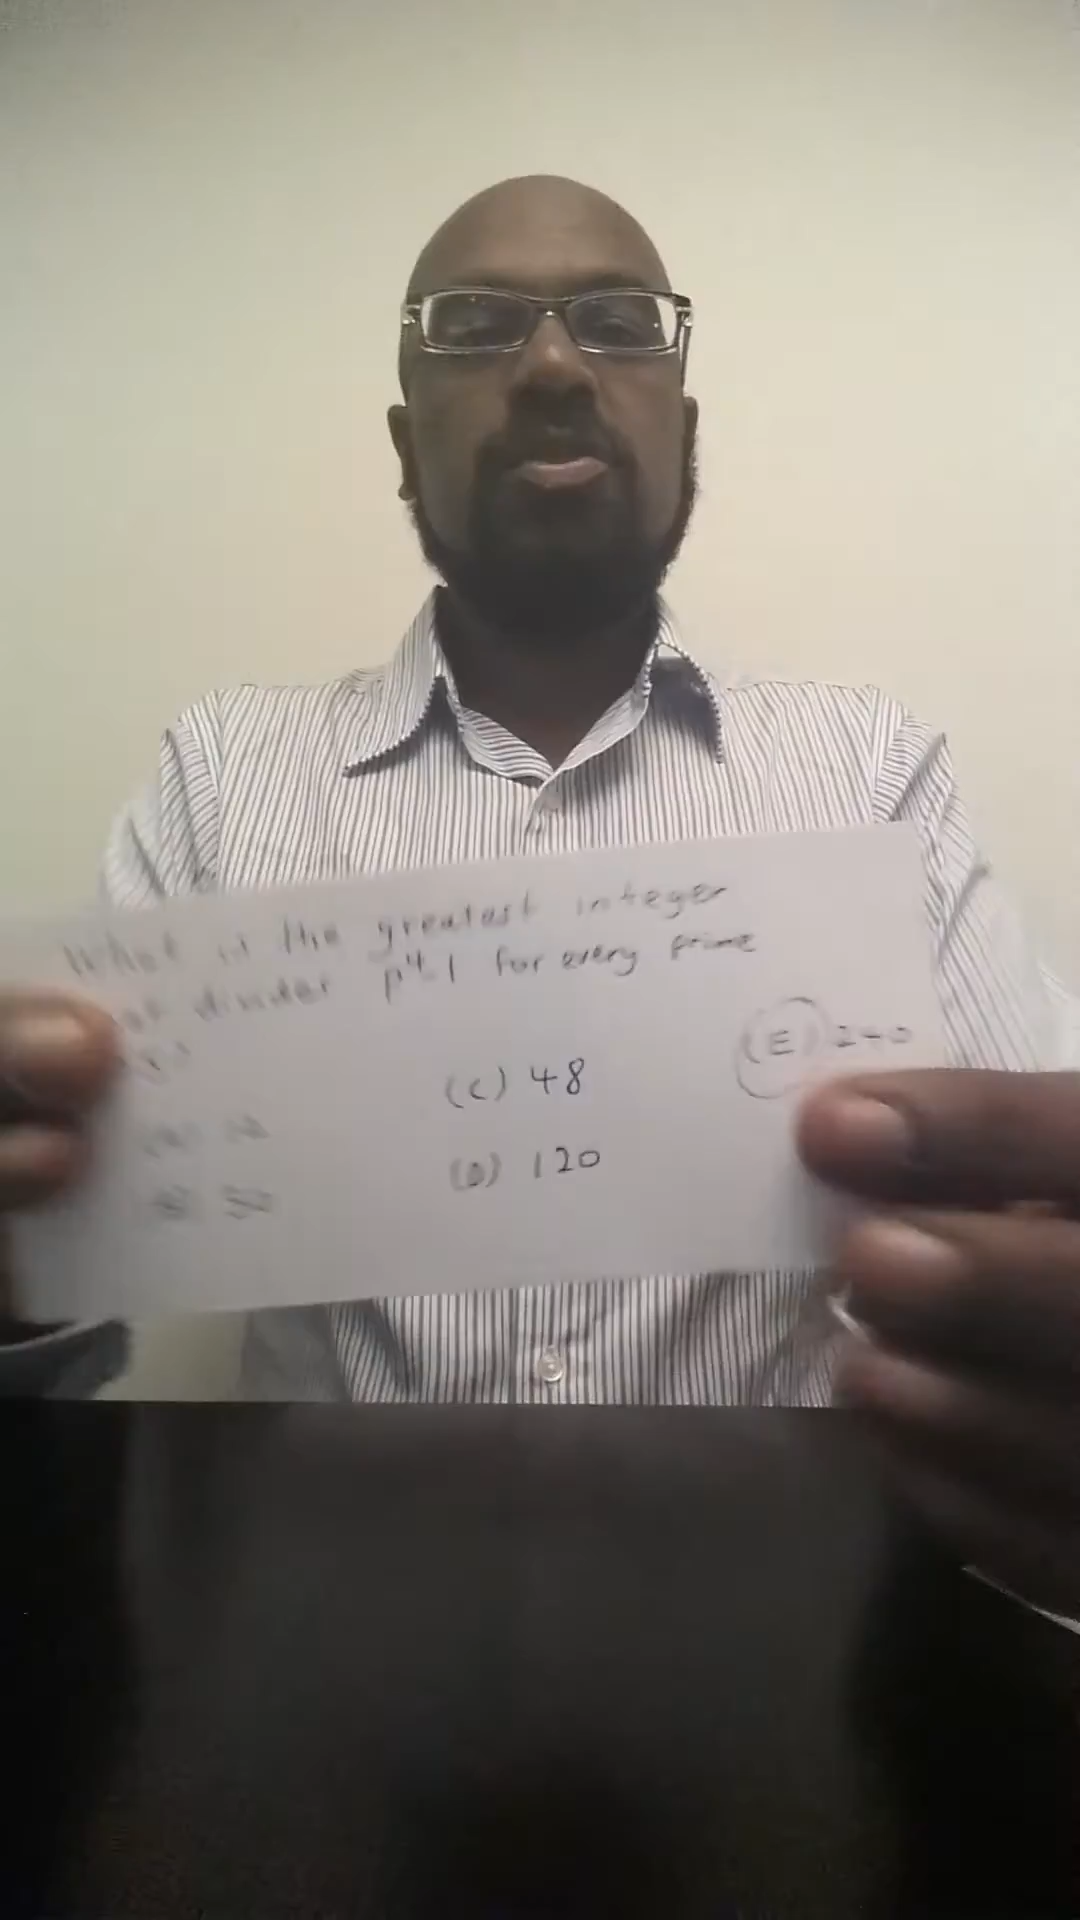 What is the greatest integer
divides p⁴-1 for every prime
(C) 48
(E) 240
(D) 120